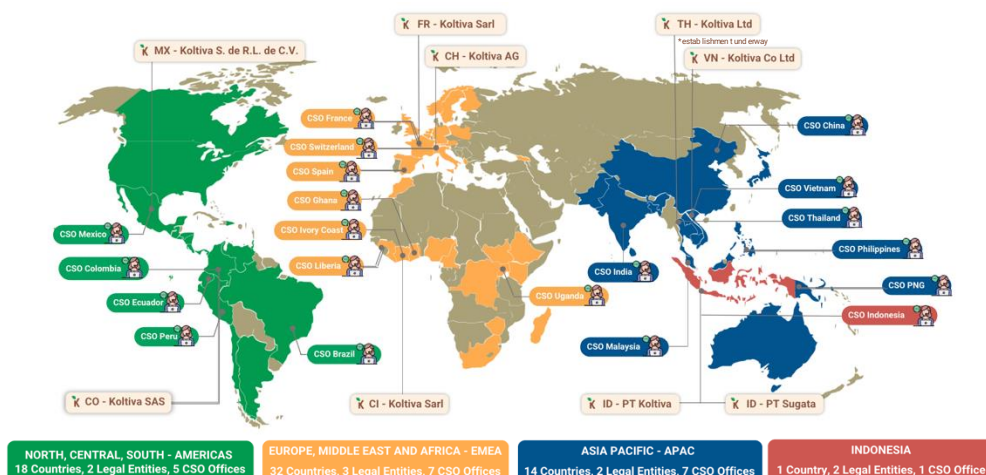 FR - Koltiva Sarl
TH - Koltiva Ltd
*establishment underway
MX - Koltiva S. de R.L. de C.V.
CH - Koltiva AG
VN - Koltiva Co Ltd
CSO France
CSO China
CSO Switzerland
CSO Spain
CSO Vietnam
CSO Ghana
CSO Thailand
CSO Mexico
CSO Ivory Coast
CSO Philippines
CSO Colombia
CSO Liberia
CSO India
CSO PNG
CSO Ecuador
CSO Uganda
CSO Indonesia
CSO Peru
CSO Brazil
CSO Malaysia
CO - Koltiva SAS
CI - Koltiva Sarl
ID - PT Koltiva
ID - PT Sugata
NORTH, CENTRAL, SOUTH - AMERICAS
18 Countries, 2 Legal Entities, 5 CSO Offices
EUROPE, MIDDLE EAST AND AFRICA - EMEA
32 Countries, 3 Legal Entities, 7 CSO Offices
ASIA PACIFIC - APAC
14 Countries, 2 Legal Entities, 7 CSO Offices
INDONESIA
1 Country, 2 Legal Entities, 1 CSO Office